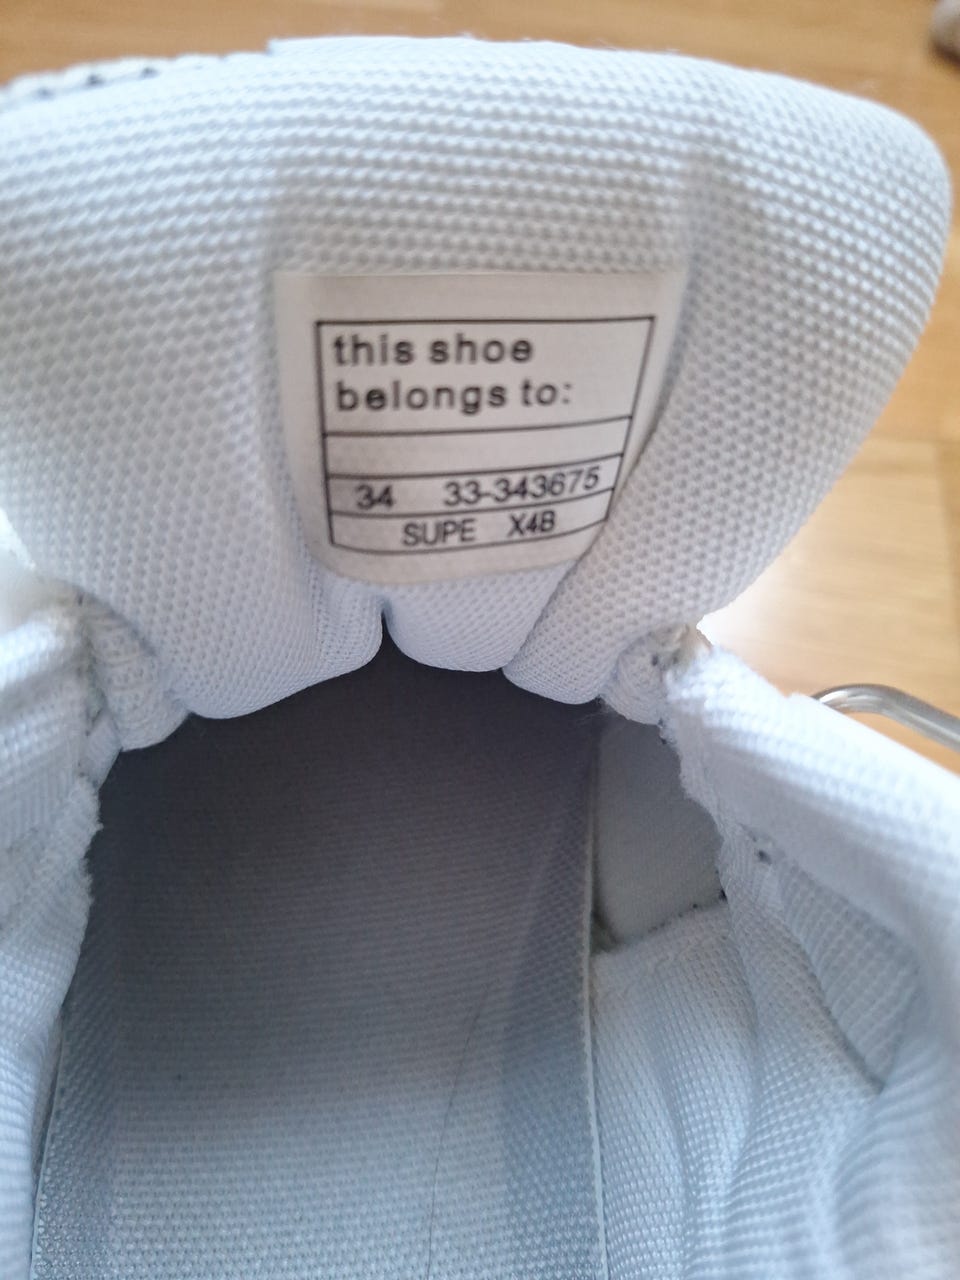 this shoe
belongs to:
34 33-343675
SUPE X4B